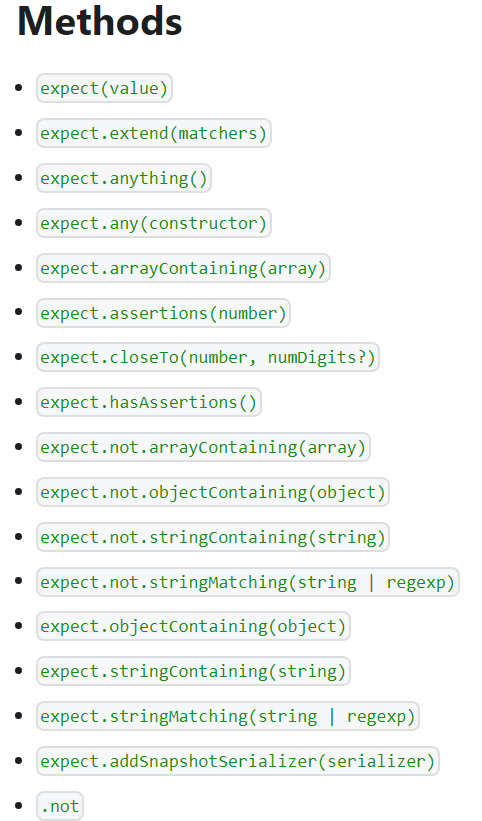 Methods
expect(value)
expect.extend(matchers)
expect.anything()
expect.any(constructor)
expect.arrayContaining(array)
expect.assertions(number)
expect.closeTo(number, numDigits?)
expect.hasAssertions()
expect.not.arrayContaining(array)
expect.not.objectContaining(object)
expect.not.stringContaining(string)
expect.not.stringMatching(string | regexp)
expect.objectContaining(object)
expect.stringContaining(string)
expect.stringMatching(string | regexp)
expect.addSnapshotSerializer(serializer)
.not